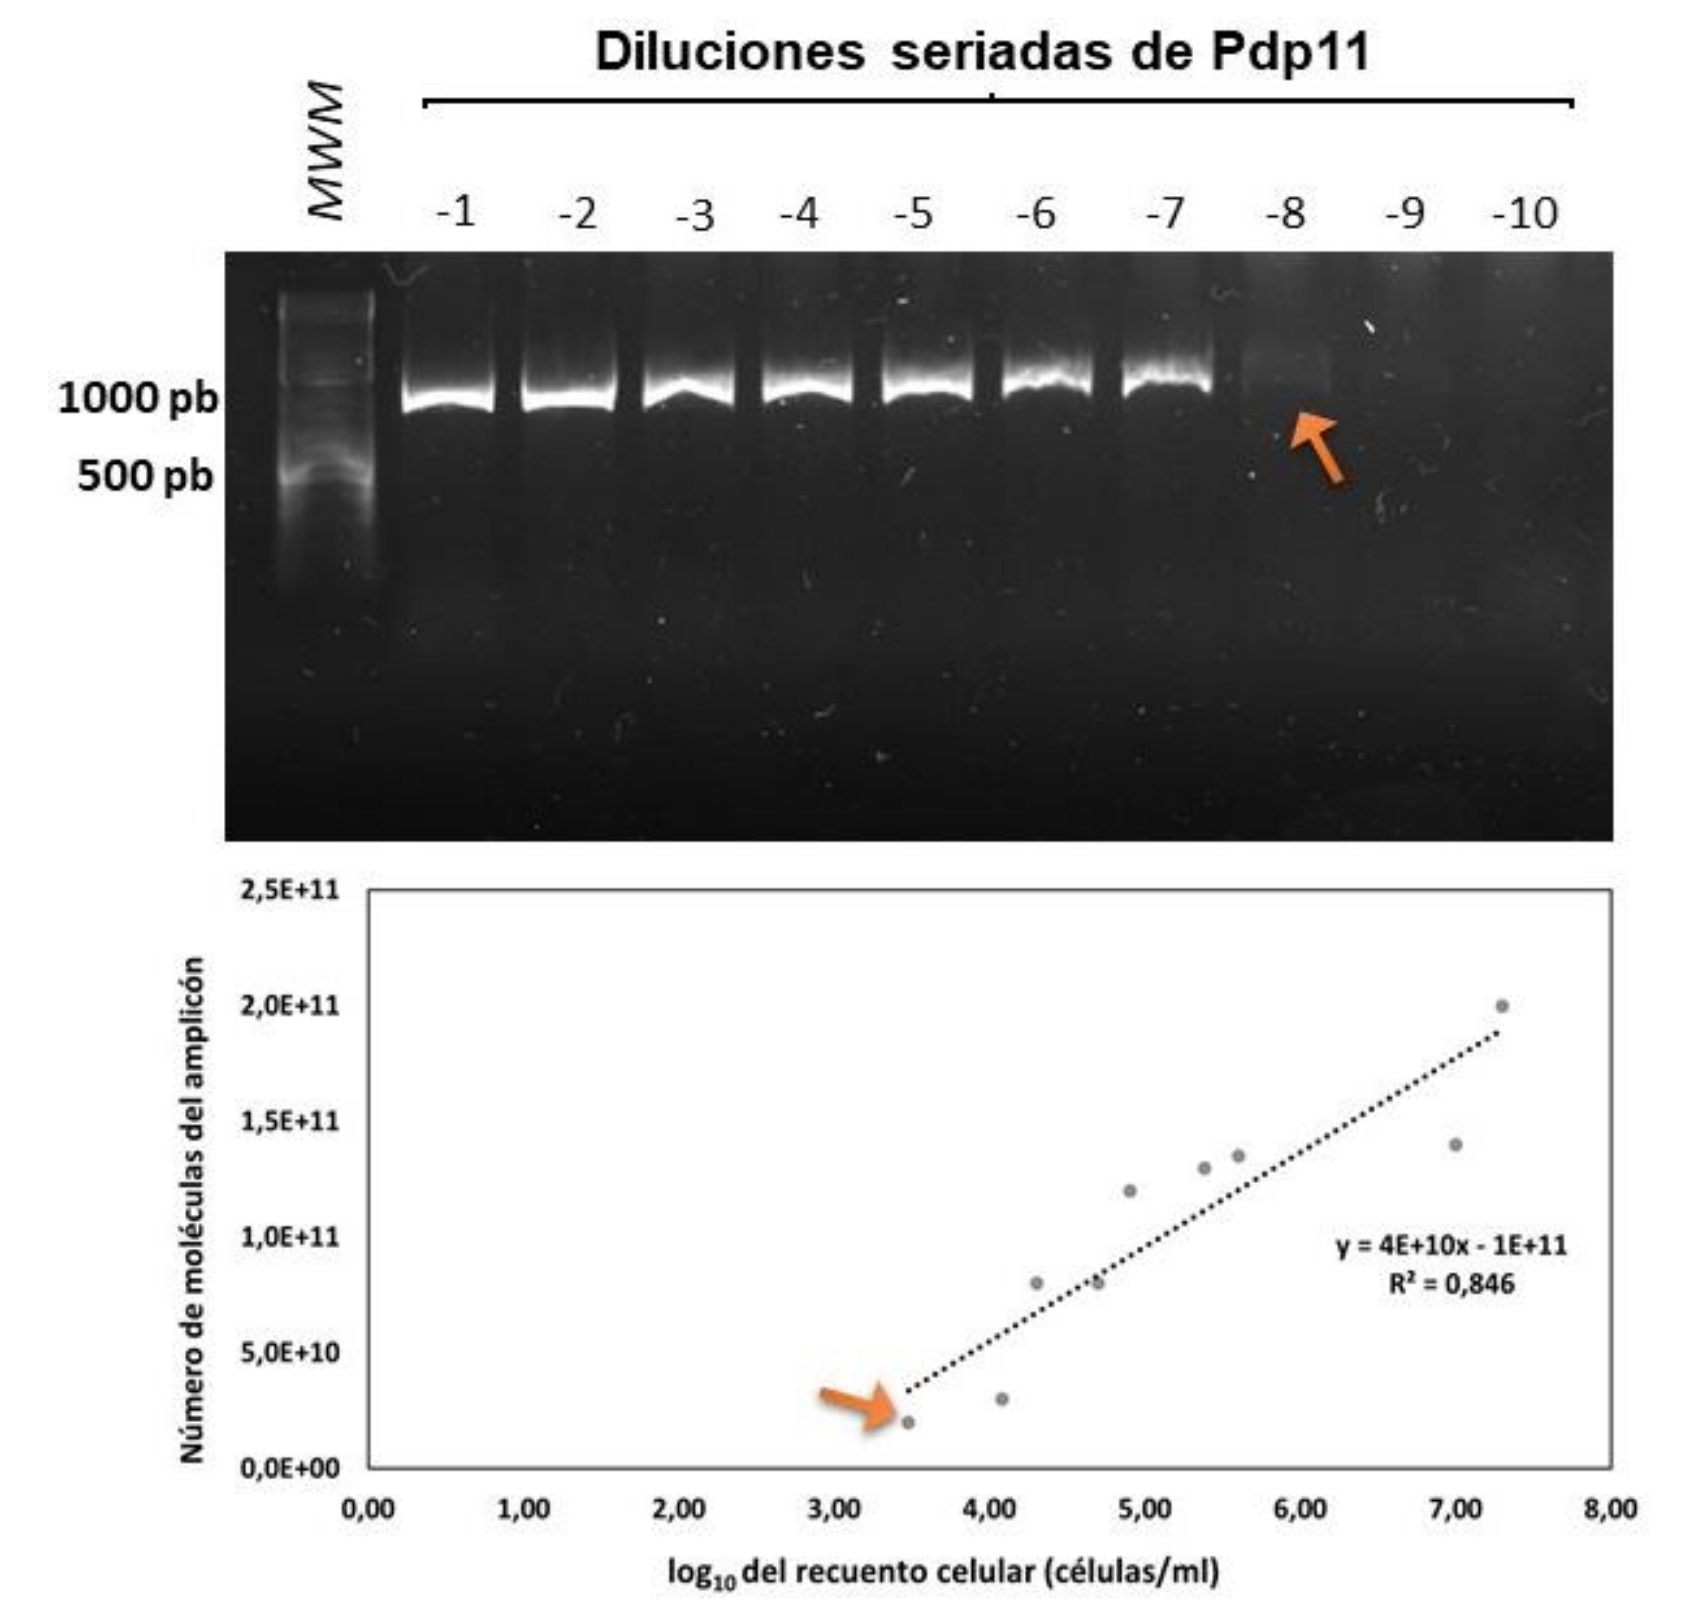 Diluciones seriadas de Pdp11
MWM
-1 -2 -3 -4 -5 -6 -7 -8 -9 -10
1000 pb
500 pb
2,5E+11
2,0E+11
1,5E+11
1,0E+11
5,0E+10
0,0E+00
Número de moléculas del amplicón
y = 4E+10x - 1E+11
R² = 0,846
0,00 1,00 2,00 3,00 4,00 5,00 6,00 7,00 8,00
log₁₀ del recuento celular (células/ml)